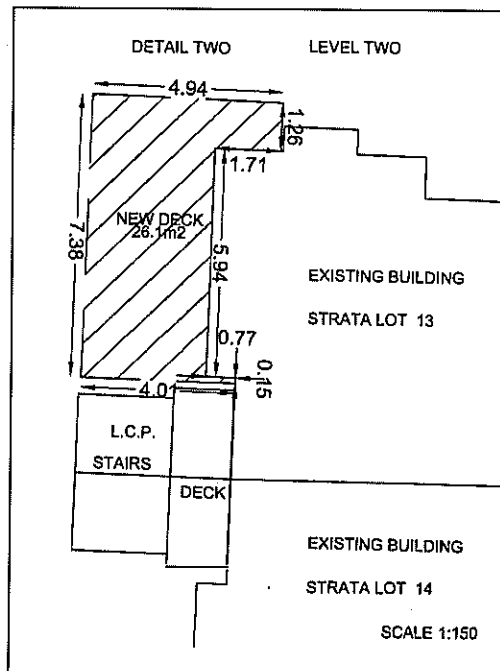 DETAIL TWO LEVEL TWO
4.94
1.26
1.71
NEW DECK
26.1m2
7.38
5.94
EXISTING BUILDING
STRATA LOT 13
0.77
0.15
4.01
L.C.P.
STAIRS
DECK
EXISTING BUILDING
STRATA LOT 14
SCALE 1:150